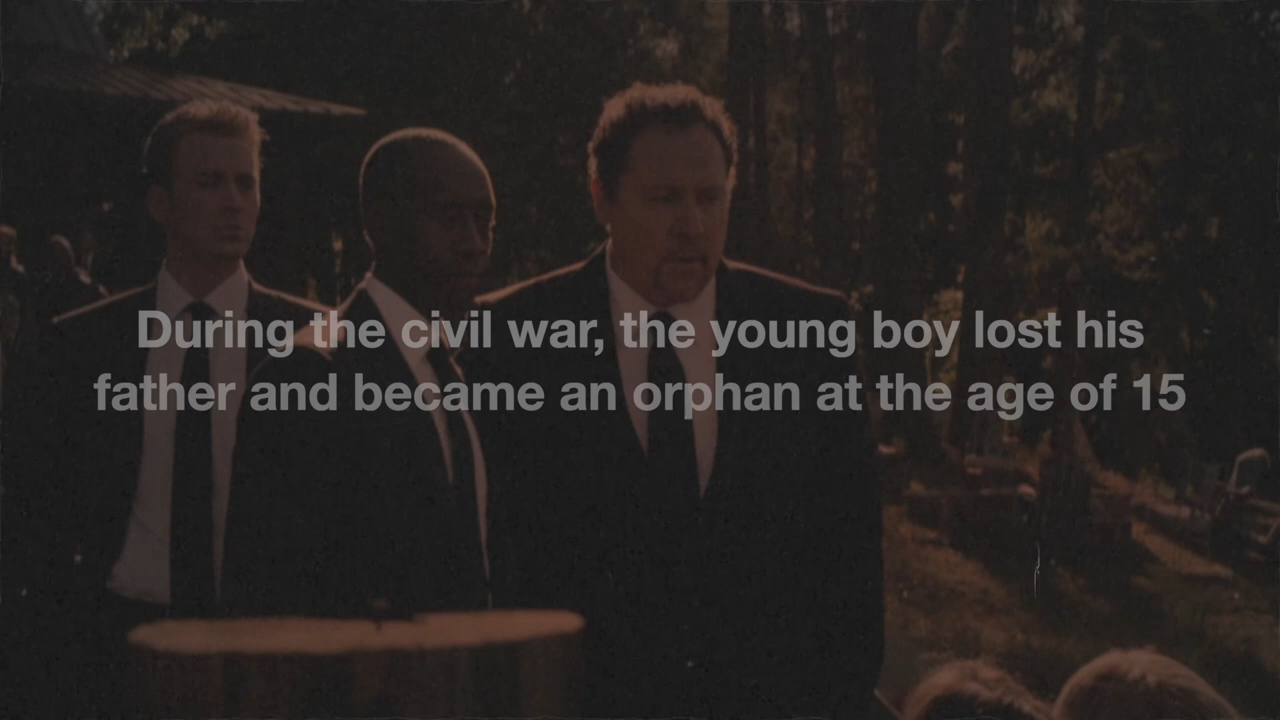 During the civil war, the young boy lost his
father and became an orphan at the age of 15